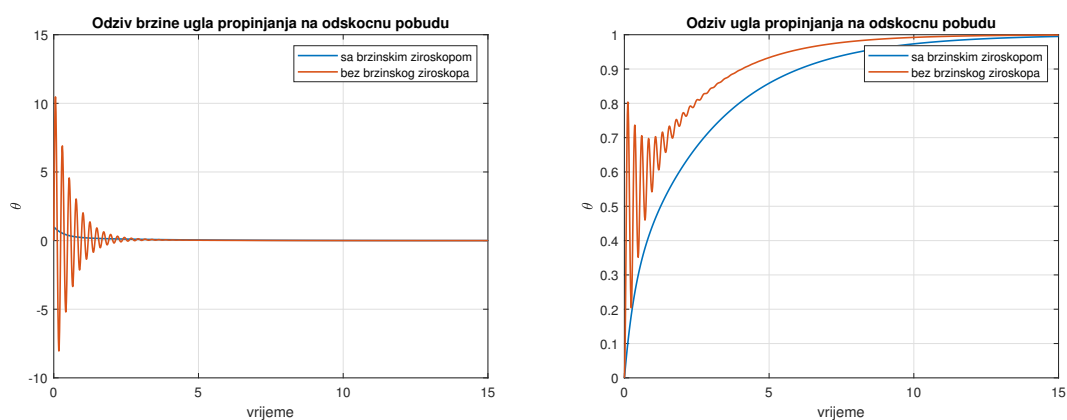 Odziv brzine ugla propinjanja na odskocnu pobudu
15
10
5
0
-5
-10
θ
sa brzinskim ziroskopom
bez brzinskog ziroskopa
0
5
10
15
vrijeme
Odziv ugla propinjanja na odskocnu pobudu
1
0.9
0.8
0.7
0.6
0.5
0.4
0.3
0.2
0.1
0
θ
sa brzinskim ziroskopom
bez brzinskog ziroskopa
0
5
10
15
vrijeme